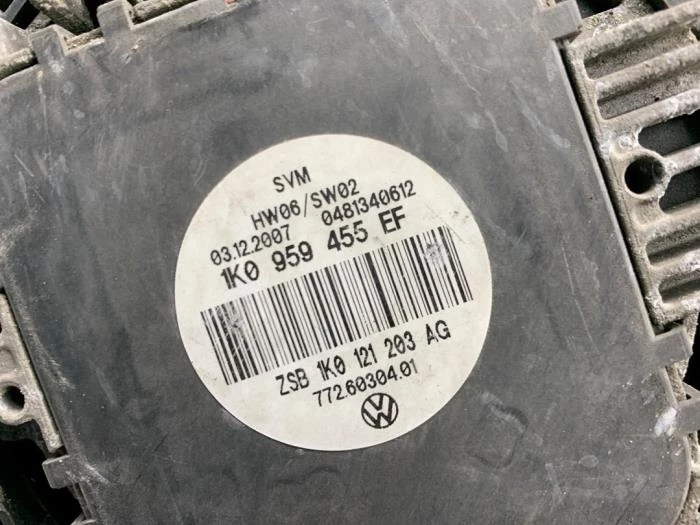 SVM
HW06/SW02
03.12.2007 0481340612
1K0 959 455 EF
ZSB 1K0 121 203 AG
772.60304.01